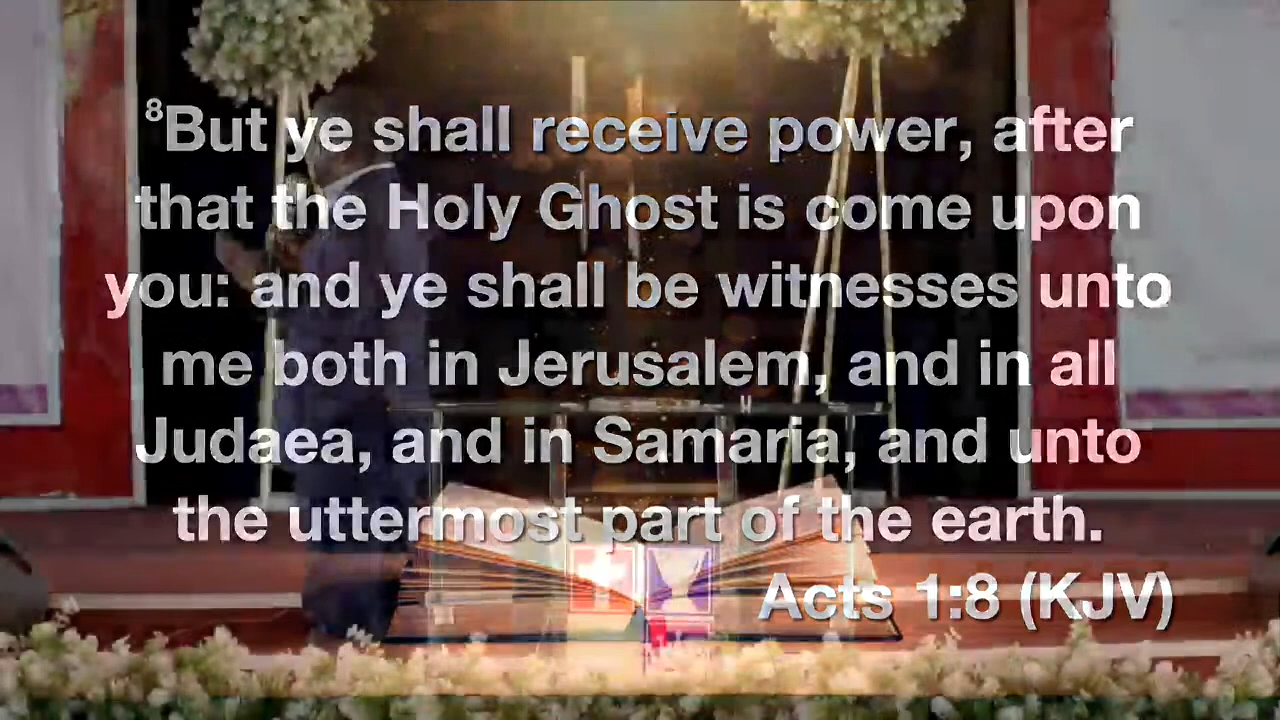 8But ye shall receive power, after
that the Holy Ghost is come upon
you: and ye shall be witnesses unto
me both in Jerusalem, and in all
Judaea, and in Samaria, and unto
the uttermost part of the earth.
Acts 1:8 (KJV)